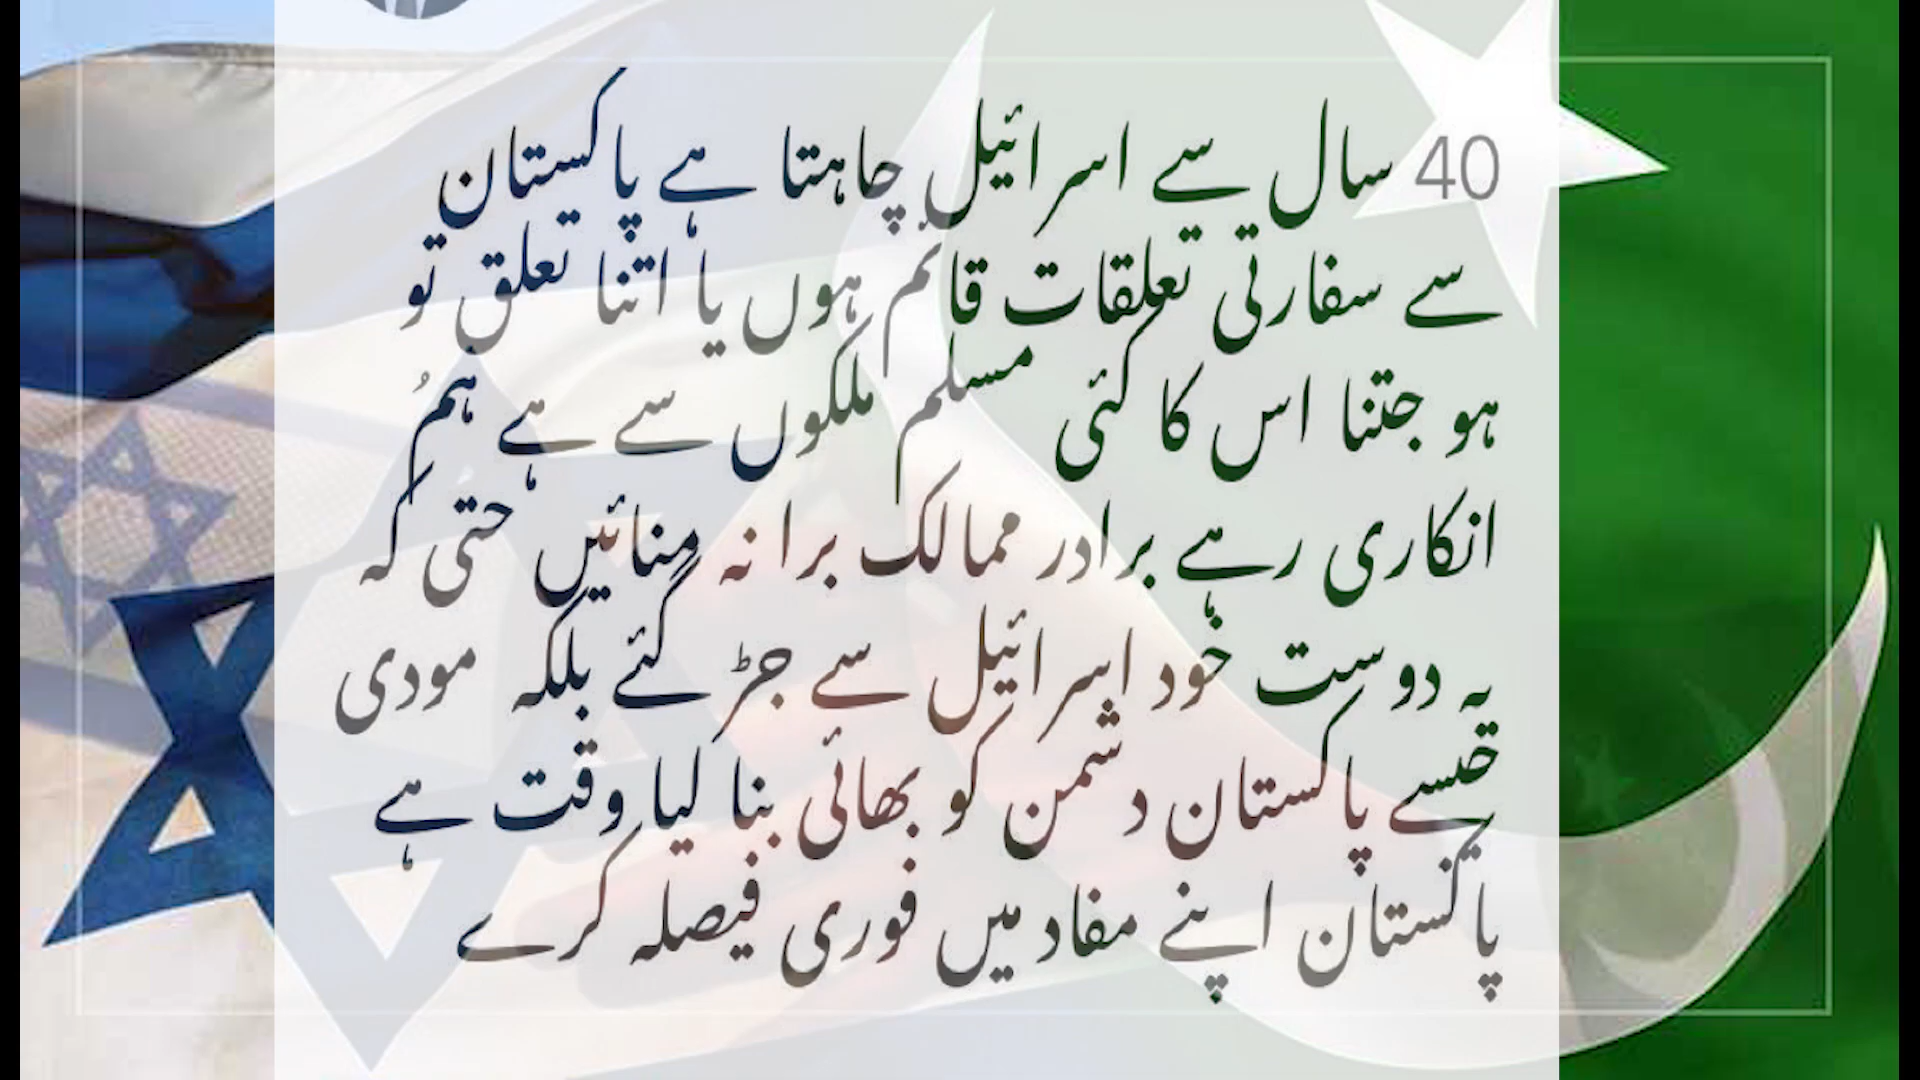 40 سال سے اسرائیل چاہتا ہے پاکستان
سے سفارتی تعلقات قائم ہوں یا اتنا تعلق تو
ہو جتنا اس کا کئی مسلم ملکوں سے ہے ہمُ
انکاری رہے برادر ممالک برا نہ منائیں حتی کہ
یہ دوست خود اسرائیل سے جڑ گئے بلکہ مودی
جیسے پاکستان دشمن کو بھائی بنا لیا وقت ہے
پاکستان اپنے مفاد میں فوری فیصلہ کرے